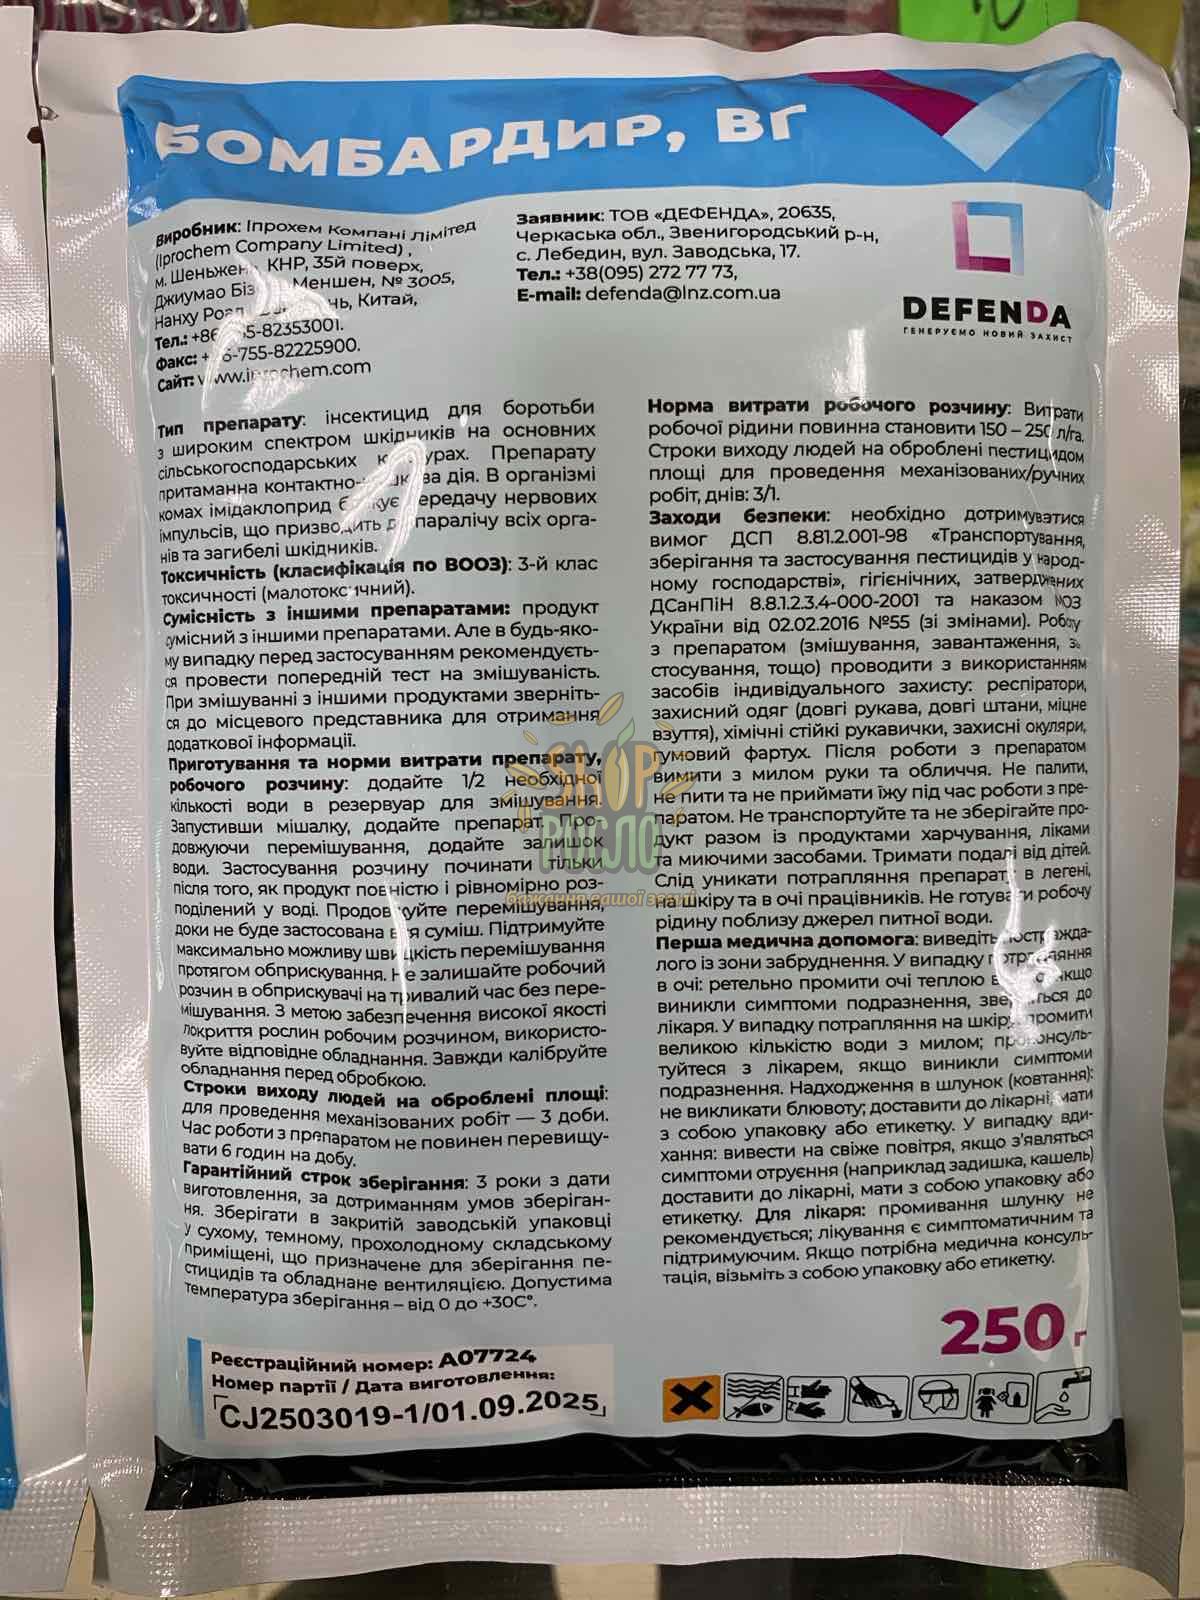 БОМБАРДИР, ВГ
Виробник: Іпрохем Компані Лімітед
(Iprochem Company Limited) ,
м. Шеньжень, КНР, 35й поверх,
Джиумао Меншен, № 3005,
Нанху Роад, Китай,
Тел.: 82353001.
Факс: 755-82225900.
Сайт: www.iprochem.com
Заявник: ТОВ «ДЕФЕНДА», 20635,
Черкаська обл., Звенигородський р-н,
с. Лебедин, вул. Заводська, 17.
Тел.: +38(095) 272 77 73,
E-mail: defenda@lnz.com.ua
DEFENDA
ГЕНЕРУЄМО НОВИЙ ЗАХИСТ
Тип препарату: інсектицид для боротьби
з широким спектром шкідників на основних
сільськогосподарських культурах. Препарату
притаманна контактно-кишкова дія. В організмі
комах імідаклоприд блокує передачу нервових
імпульсів, що призводить до паралічу всіх орга-
нів та загибелі шкідників.
Токсичність (класифікація по ВООЗ): 3-й клас
токсичності (малотоксичний).
Сумісність з іншими препаратами: продукт
сумісний з іншими препаратами. Але в будь-яко-
му випадку перед застосуванням рекомендуєть-
ся провести попередній тест на змішуваність.
При змішуванні з іншими продуктами зверніть-
ся до місцевого представника для отримання
додаткової інформації.
Приготування та норми витрати препарату,
робочого розчину: додайте 1/2 необхідної
кількості води в резервуар для змішування.
Запустивши мішалку, додайте препарат. Про-
довжуючи перемішування, додайте залишок
води. Застосування розчину починати тільки
після того, як продукт повністю і рівномірно роз-
поділений у воді. Продовжуйте перемішування,
доки не буде застосована вся суміш. Підтримуйте
максимально можливу швидкість перемішування
протягом обприскування. Не залишайте робочий
розчин в обприскувачі на тривалий час без пере-
мішування. З метою забезпечення високої якості
покриття рослин робочим розчином, використо-
вуйте відповідне обладнання. Завжди калібруйте
обладнання перед обробкою.
Строки виходу людей на оброблені площі:
для проведення механізованих робіт — 3 доби.
Час роботи з препаратом не повинен перевищу-
вати 6 годин на добу.
Гарантійний строк зберігання: 3 роки з дати
виготовлення, за дотриманням умов зберіган-
ня. Зберігати в закритій заводській упаковці
у сухому, темному, прохолодному складському
приміщені, що призначене для зберігання пе-
стицидів та обладнане вентиляцією. Допустима
температура зберігання – від 0 до +30С°.
Норма витрати робочого розчину: Витрати
робочої рідини повинна становити 150 – 250 л/га.
Строки виходу людей на оброблені пестицидом
площі для проведення механізованих/ручних
робіт, днів: 3/1.
Заходи безпеки: необхідно дотримуватися
вимог ДСП 8.8.1.2.001-98 «Транспортування,
зберігання та застосування пестицидів у народ-
ному господарстві», гігієнічних, затверджених
ДСанПіН 8.8.1.2.3.4-000-2001 та наказом МОЗ
України від 02.02.2016 №55 (зі змінами). Роботу
з препаратом (змішування, завантаження, за-
стосування, тощо) проводити з використанням
засобів індивідуального захисту: респіратори,
захисний одяг (довгі рукава, довгі штани, міцне
взуття), хімічні стійкі рукавички, захисні окуляри,
гумовий фартух. Після роботи з препаратом
вимити з милом руки та обличчя. Не палити,
не пити та не приймати їжу під час роботи з пре-
паратом. Не транспортуйте та не зберігайте про-
дукт разом із продуктами харчування, ліками
та миючими засобами. Тримати подалі від дітей.
Слід уникати потрапляння препарату в легені,
на шкіру та в очі працівників. Не готувати робочу
рідину поблизу джерел питної води.
Перша медична допомога: виведіть постражда-
лого із зони забруднення. У випадку потрапляння
в очі: ретельно промити очі теплою якщо
виникли симптоми подразнення, зверніться до
лікаря. У випадку потрапляння на шкіру: промити
великою кількістю води з милом; проконсуль-
туйтеся з лікарем, якщо виникли симптоми
подразнення. Надходження в шлунок (ковтання):
не викликати блювоту; доставити до лікарні, мати
з собою упаковку або етикетку. У випадку вди-
хання: вивести на свіже повітря, якщо з'являться
симптоми отруєння (наприклад задишка, кашель)
доставити до лікарні, мати з собою упаковку або
етикетку. Для лікаря: промивання шлунку не
рекомендується; лікування є симптоматичним та
підтримуючим. Якщо потрібна медична консуль-
тація, візьміть з собою упаковку або етикетку.
SHOP
РОСЛО
бажання вашої землі
250 г
Реєстраційний номер: А07724
Номер партії / Дата виготовлення:
CJ2503019-1/01.09.2025